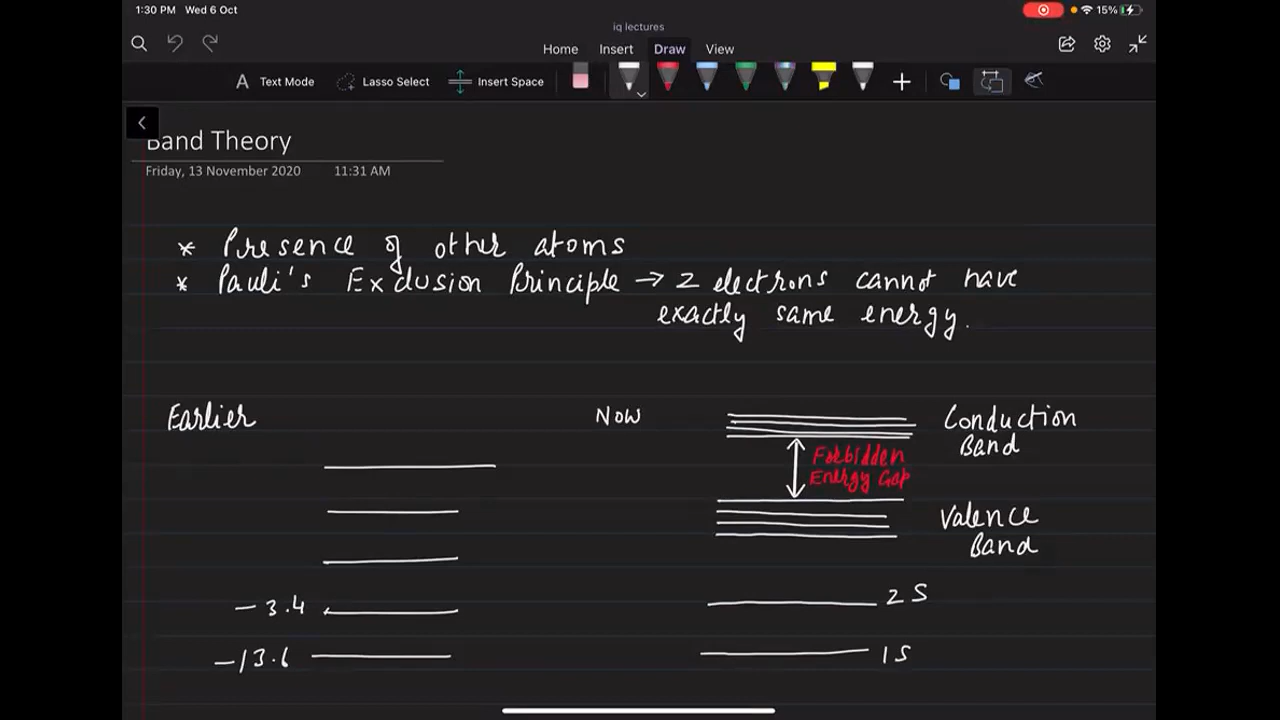 1:30 PM Wed 6 Oct
15%
iq lectures
Home Insert Draw View
Text Mode Lasso Select Insert Space
Band Theory
Friday, 13 November 2020 11:31 AM
* Presence of other atoms
* Pauli's Exclusion Principle → 2 electrons cannot have
exactly same energy.
Earlier
Now
Conduction
Band
Forbidden
Energy Gap
Valence
Band
-3.4
2S
-13.6
1S